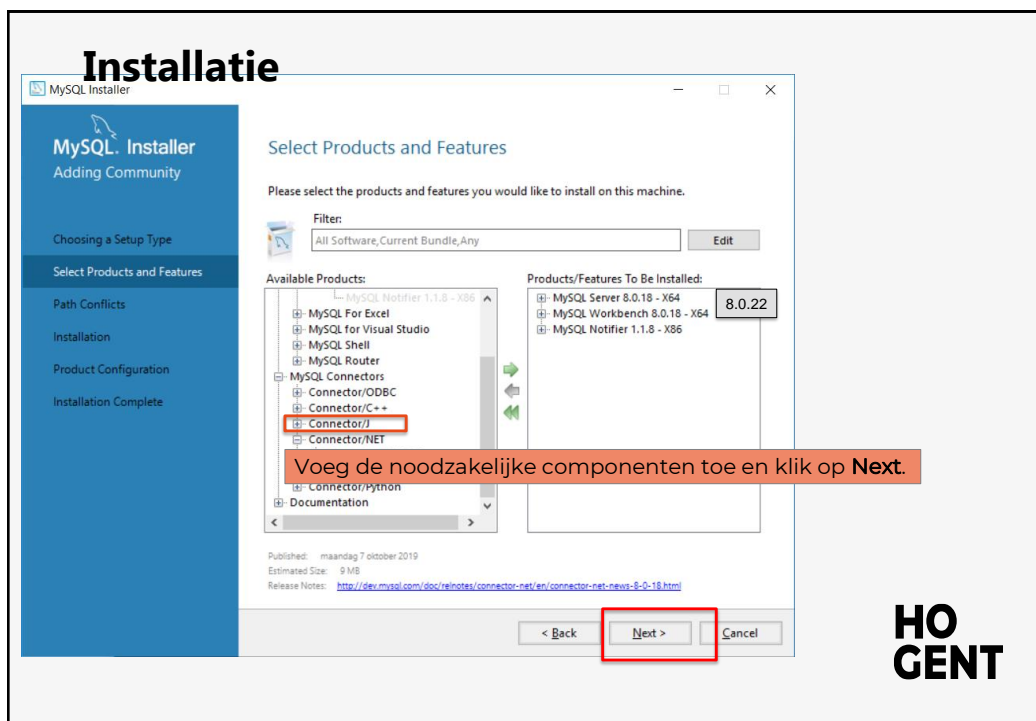 Installatie
MySQL Installer
MySQL. Installer
Adding Community
Choosing a Setup Type
Select Products and Features
Path Conflicts
Installation
Product Configuration
Installation Complete
Select Products and Features
Please select the products and features you would like to install on this machine.
Filter:
All Software,Current Bundle,Any
Edit
Available Products:
MySQL Notifier 1.1.8 - X86
MySQL For Excel
MySQL for Visual Studio
MySQL Shell
MySQL Router
MySQL Connectors
Connector/ODBC
Connector/C++
Connector/J
Connector/NET
Connector/Python
Documentation
Products/Features To Be Installed:
MySQL Server 8.0.18 - X64
MySQL Workbench 8.0.18 - X64
MySQL Notifier 1.1.8 - X86
8.0.22
Voeg de noodzakelijke componenten toe en klik op Next.
Published: maandag 7 oktober 2019
Estimated Size: 9 MB
Release Notes: http://dev.mysql.com/doc/relnotes/connector-net/en/connector-net-news-8-0-18.html
< Back
Next >
Cancel
HO
GENT